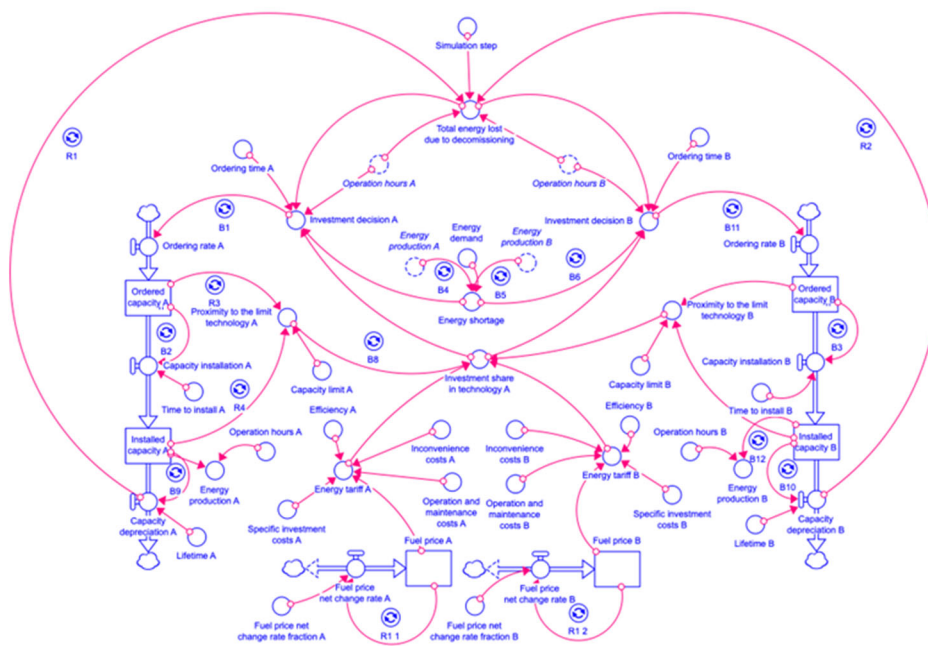 Simulation step
R1
R2
Total energy lost
due to decomissioning
Ordering time A
Ordering time B
Operation hours A
Operation hours B
Investment decision A
Investment decision B
B1
B11
Ordering rate A
Ordering rate B
Energy
production A
Energy
demand
Energy
production B
B4
B5
B6
Energy shortage
Ordered
capacity A
Ordered
capacity B
R3
Proximity to the limit
technology A
Proximity to the limit
technology B
B2
B3
B8
Capacity installation A
Capacity installation B
Investment share
in technology A
Capacity limit A
Capacity limit B
Time to install A
Time to install B
R4
Efficiency A
Efficiency B
Installed
capacity A
Installed
capacity B
Operation hours A
Operation hours B
Inconvenience
costs A
Inconvenience
costs B
B9
B12
B10
Energy
production A
Energy
production B
Energy tariff A
Energy tariff B
Operation and
maintenance costs A
Operation and
maintenance costs B
Specific investment
costs A
Specific investment
costs B
Capacity
depreciation A
Capacity
depreciation B
Lifetime A
Lifetime B
Fuel price A
Fuel price B
Fuel price
net change rate A
Fuel price
net change rate B
Fuel price net
change rate fraction A
Fuel price net
change rate fraction B
R1 1
R1 2